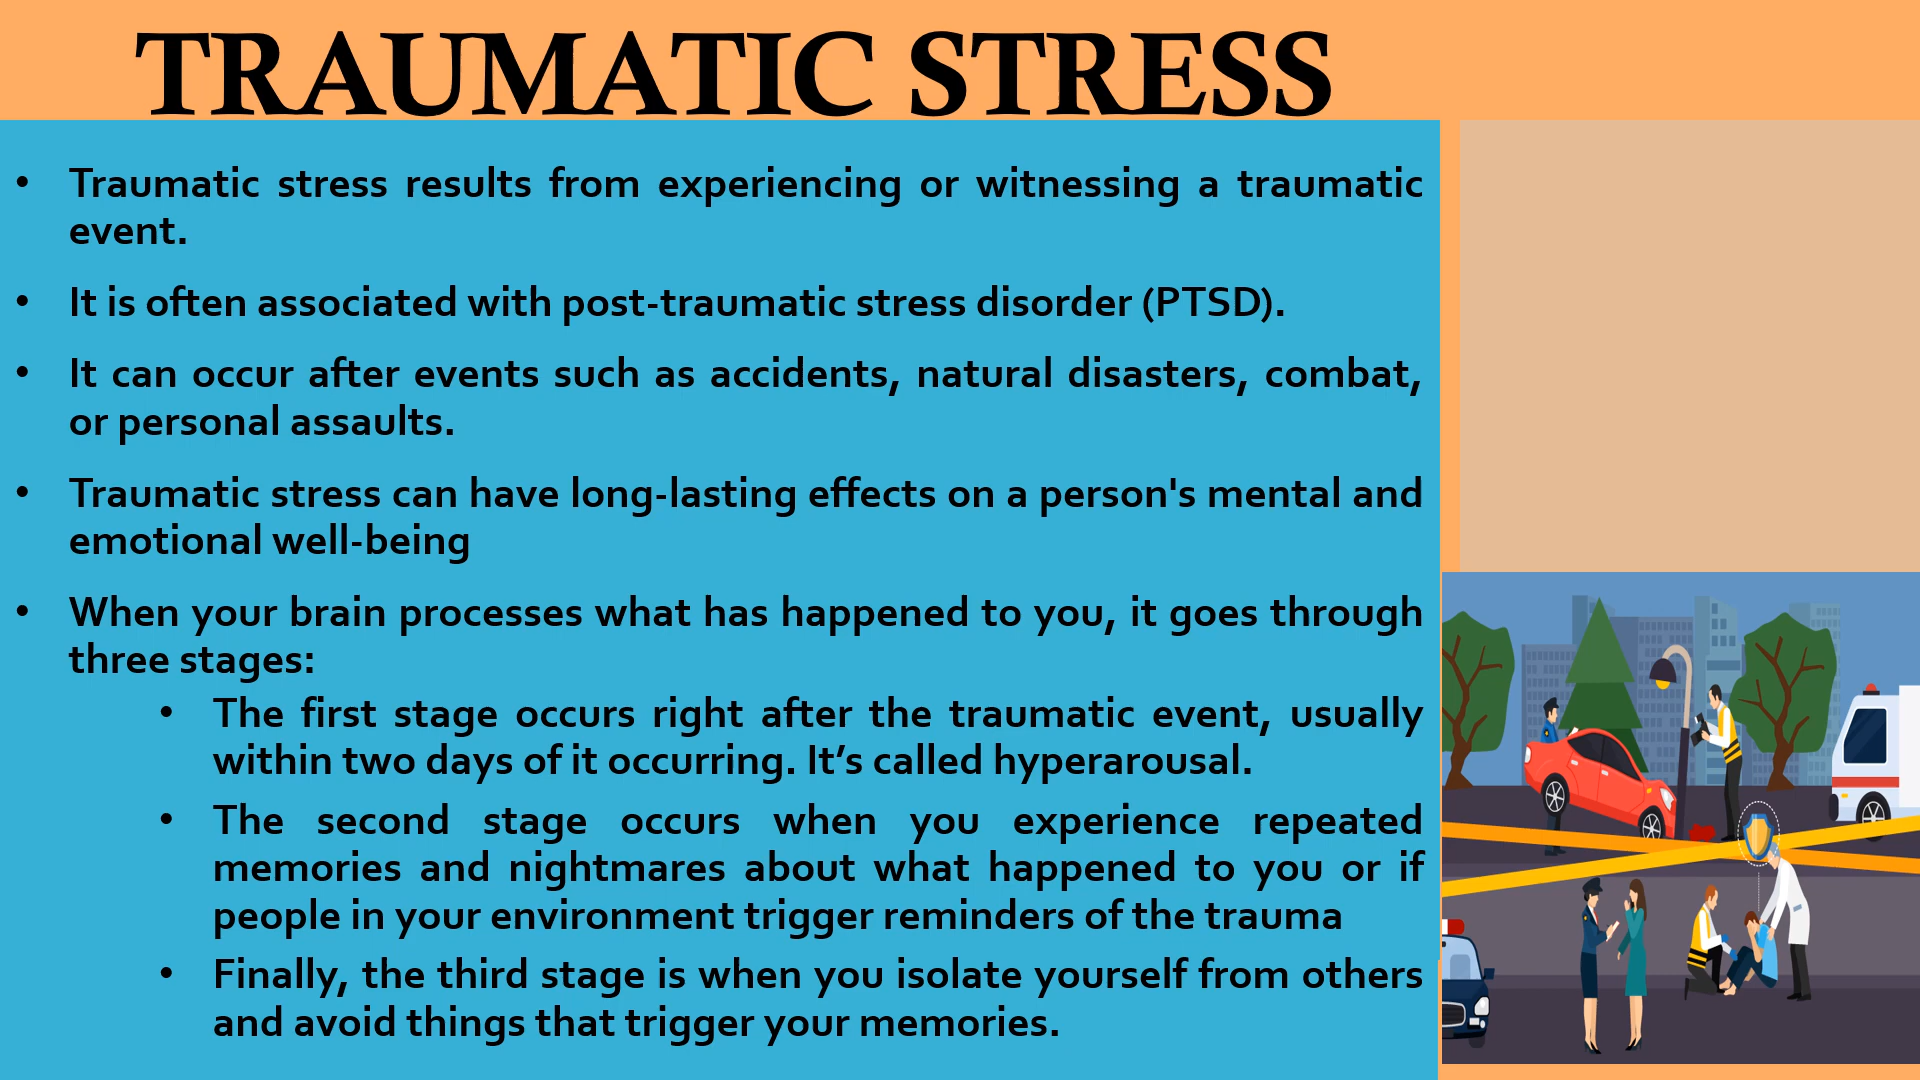 TRAUMATIC STRESS
• Traumatic stress results from experiencing or witnessing a traumatic
event.
• It is often associated with post-traumatic stress disorder (PTSD).
• It can occur after events such as accidents, natural disasters, combat,
or personal assaults.
• Traumatic stress can have long-lasting effects on a person's mental and
emotional well-being
• When your brain processes what has happened to you, it goes through
three stages:
• The first stage occurs right after the traumatic event, usually
within two days of it occurring. It’s called hyperarousal.
• The second stage occurs when you experience repeated
memories and nightmares about what happened to you or if
people in your environment trigger reminders of the trauma
• Finally, the third stage is when you isolate yourself from others
and avoid things that trigger your memories.